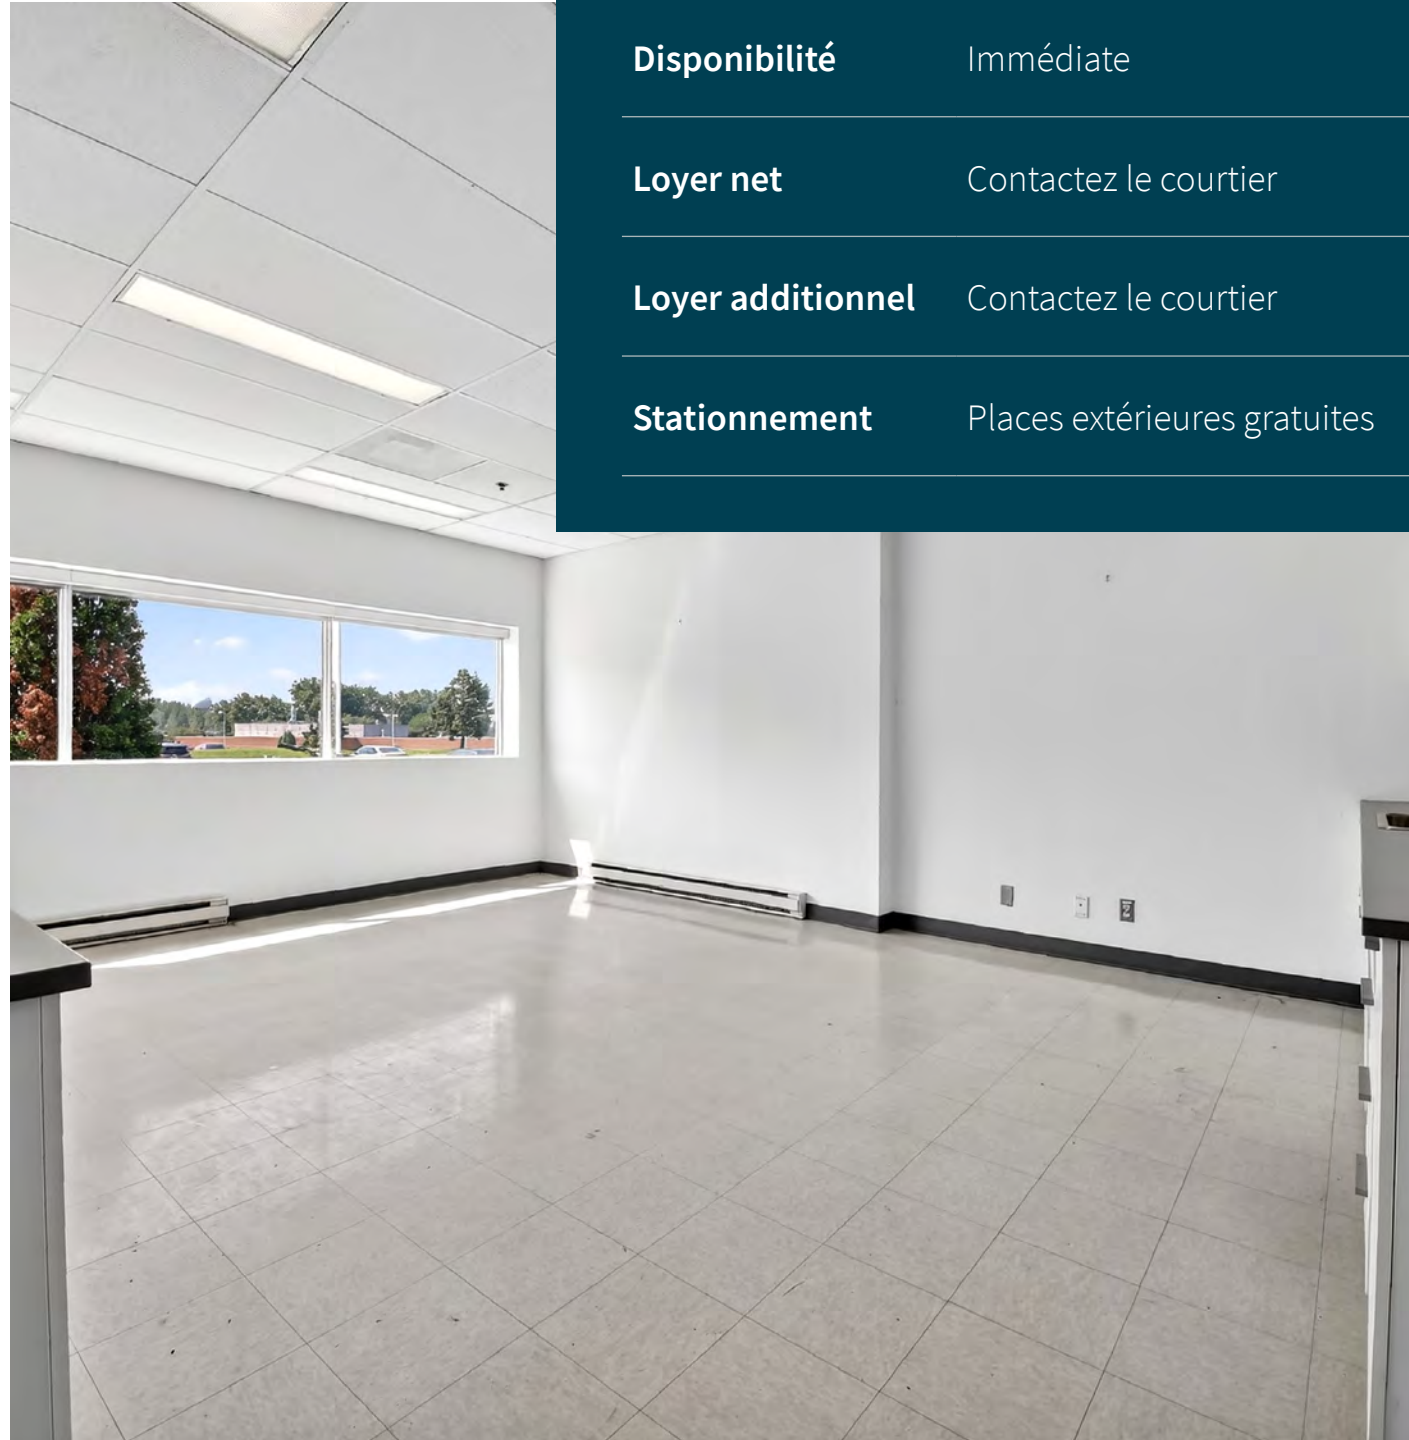 Disponibilité Immédiate
Loyer net Contactez le courtier
Loyer additionnel Contactez le courtier
Stationnement Places extérieures gratuites